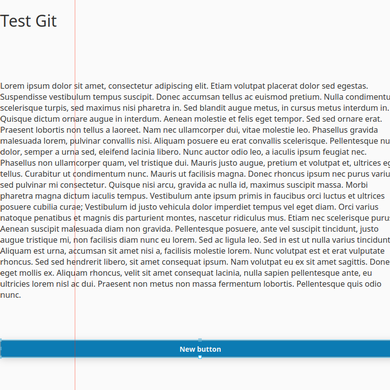 Test Git
Lorem ipsum dolor sit amet, consectetur adipiscing elit. Etiam volutpat placerat dolor sed egestas.
Suspendisse vestibulum tempus suscipit. Donec accumsan tellus ac euismod pretium. Nulla condimentu
scelerisque turpis, sed maximus nisi pharetra in. Sed blandit augue metus, in cursus metus interdum in.
Quisque dictum ornare augue in interdum. Aenean molestie et felis eget tempor. Sed sed ornare erat.
Praesent lobortis non tellus a laoreet. Nam nec ullamcorper dui, vitae molestie leo. Phasellus gravida
malesuada lorem, pulvinar convallis nisi. Aliquam posuere eu erat convallis scelerisque. Pellentesque nu
dolor, semper a urna sed, eleifend lacinia libero. Nunc auctor odio leo, a iaculis ipsum feugiat nec.
Phasellus non ullamcorper quam, vel tristique dui. Mauris justo augue, pretium et volutpat et, ultrices eg
tellus. Curabitur ut condimentum nunc. Mauris ut facilisis magna. Donec rhoncus ipsum nec purus variu
sed pulvinar mi consectetur. Quisque nisi arcu, gravida ac nulla id, maximus suscipit massa. Morbi
pharetra magna dictum iaculis tempus. Vestibulum ante ipsum primis in faucibus orci luctus et ultrices
posuere cubilia curae; Vestibulum id justo vehicula dolor imperdiet tempus vel eget diam. Orci varius
natoque penatibus et magnis dis parturient montes, nascetur ridiculus mus. Etiam nec scelerisque puru
Aenean suscipit malesuada diam non gravida. Pellentesque posuere, ante vel suscipit tincidunt, justo
augue tristique mi, non facilisis diam nunc eu lorem. Sed ac ligula leo. Sed in est ut nulla varius tincidunt
Aliquam est urna, accumsan sit amet nisi a, facilisis molestie lorem. Nunc volutpat est et erat vulputate
rhoncus. Sed sed hendrerit libero, sit amet consequat ipsum. Nam volutpat eu ex sit amet sagittis. Done
eget mollis ex. Aliquam rhoncus, velit sit amet consequat lacinia, nulla sapien pellentesque ante, eu
ultricies lorem nisl ac dui. Praesent non metus non massa fermentum lobortis. Pellentesque quis odio
nunc.
New button